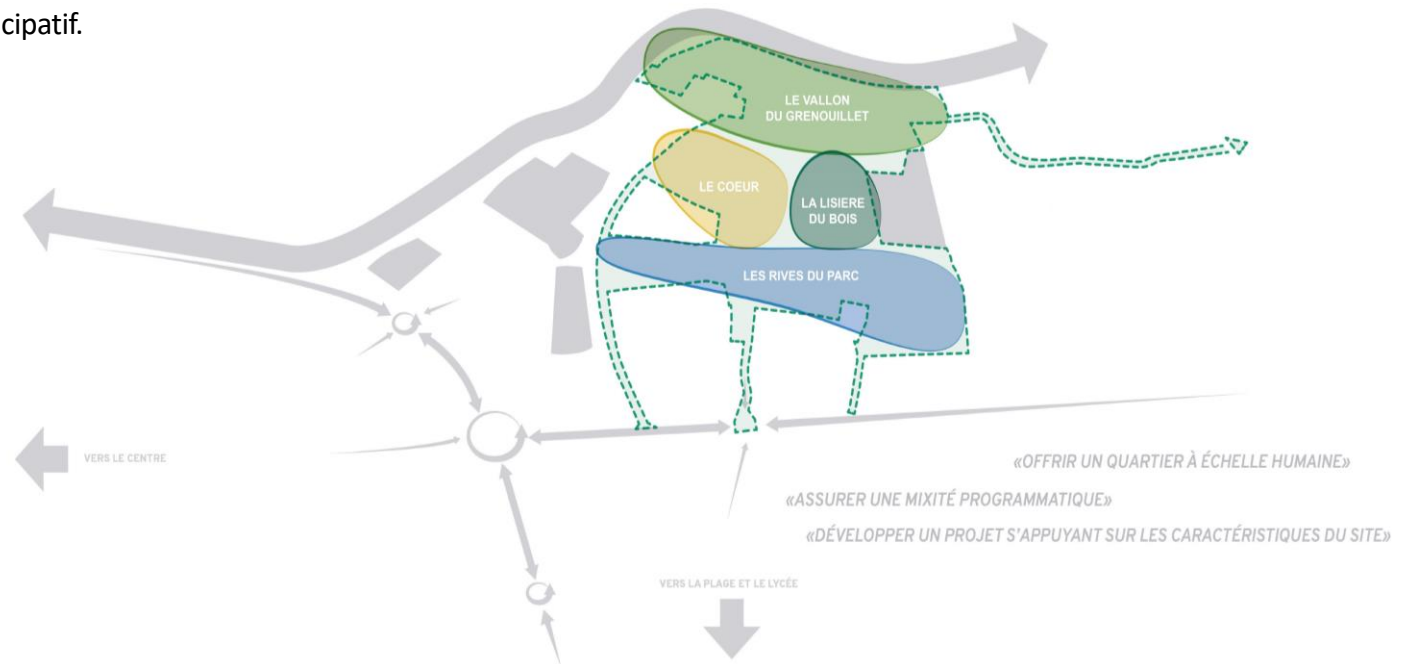 cipatif.
LE VALLON
DU GRENOUILLET
LE COEUR
LA LISIERE
DU BOIS
LES RIVES DU PARC
VERS LE CENTRE
«OFFRIR UN QUARTIER À ÉCHELLE HUMAINE»
«ASSURER UNE MIXITÉ PROGRAMMATIQUE»
«DÉVELOPPER UN PROJET S'APPUYANT SUR LES CARACTÉRISTIQUES DU SITE»
VERS LA PLAGE ET LE LYCÉE